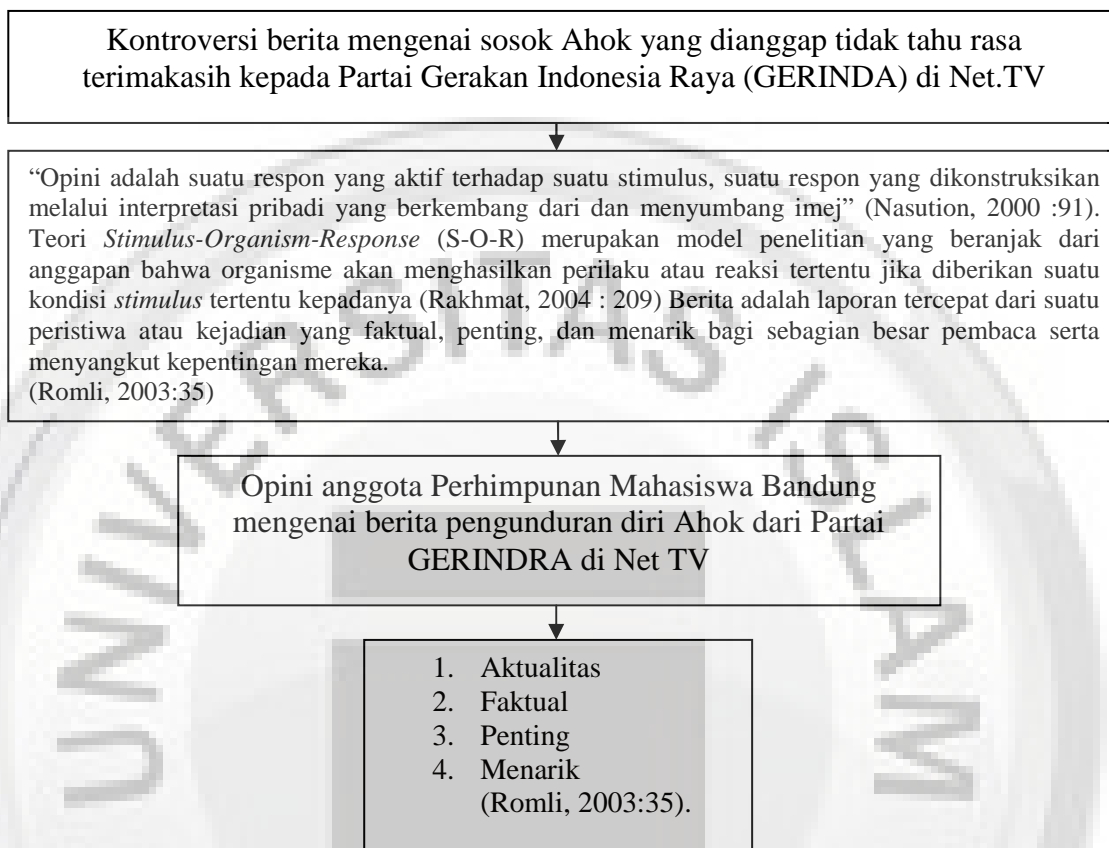 Kontroversi berita mengenai sosok Ahok yang dianggap tidak tahu rasa
terimakasih kepada Partai Gerakan Indonesia Raya (GERINDA) di Net.TV
“Opini adalah suatu respon yang aktif terhadap suatu stimulus, suatu respon yang dikonstruksikan
melalui interpretasi pribadi yang berkembang dari dan menyumbang imej” (Nasution, 2000 :91).
Teori Stimulus-Organism-Response (S-O-R) merupakan model penelitian yang beranjak dari
anggapan bahwa organisme akan menghasilkan perilaku atau reaksi tertentu jika diberikan suatu
kondisi stimulus tertentu kepadanya (Rakhmat, 2004 : 209) Berita adalah laporan tercepat dari suatu
peristiwa atau kejadian yang faktual, penting, dan menarik bagi sebagian besar pembaca serta
menyangkut kepentingan mereka.
(Romli, 2003:35)
Opini anggota Perhimpunan Mahasiswa Bandung
mengenai berita pengunduran diri Ahok dari Partai
GERINDRA di Net TV
1. Aktualitas
2. Faktual
3. Penting
4. Menarik
(Romli, 2003:35).
UNIVERSITAS ISLAM